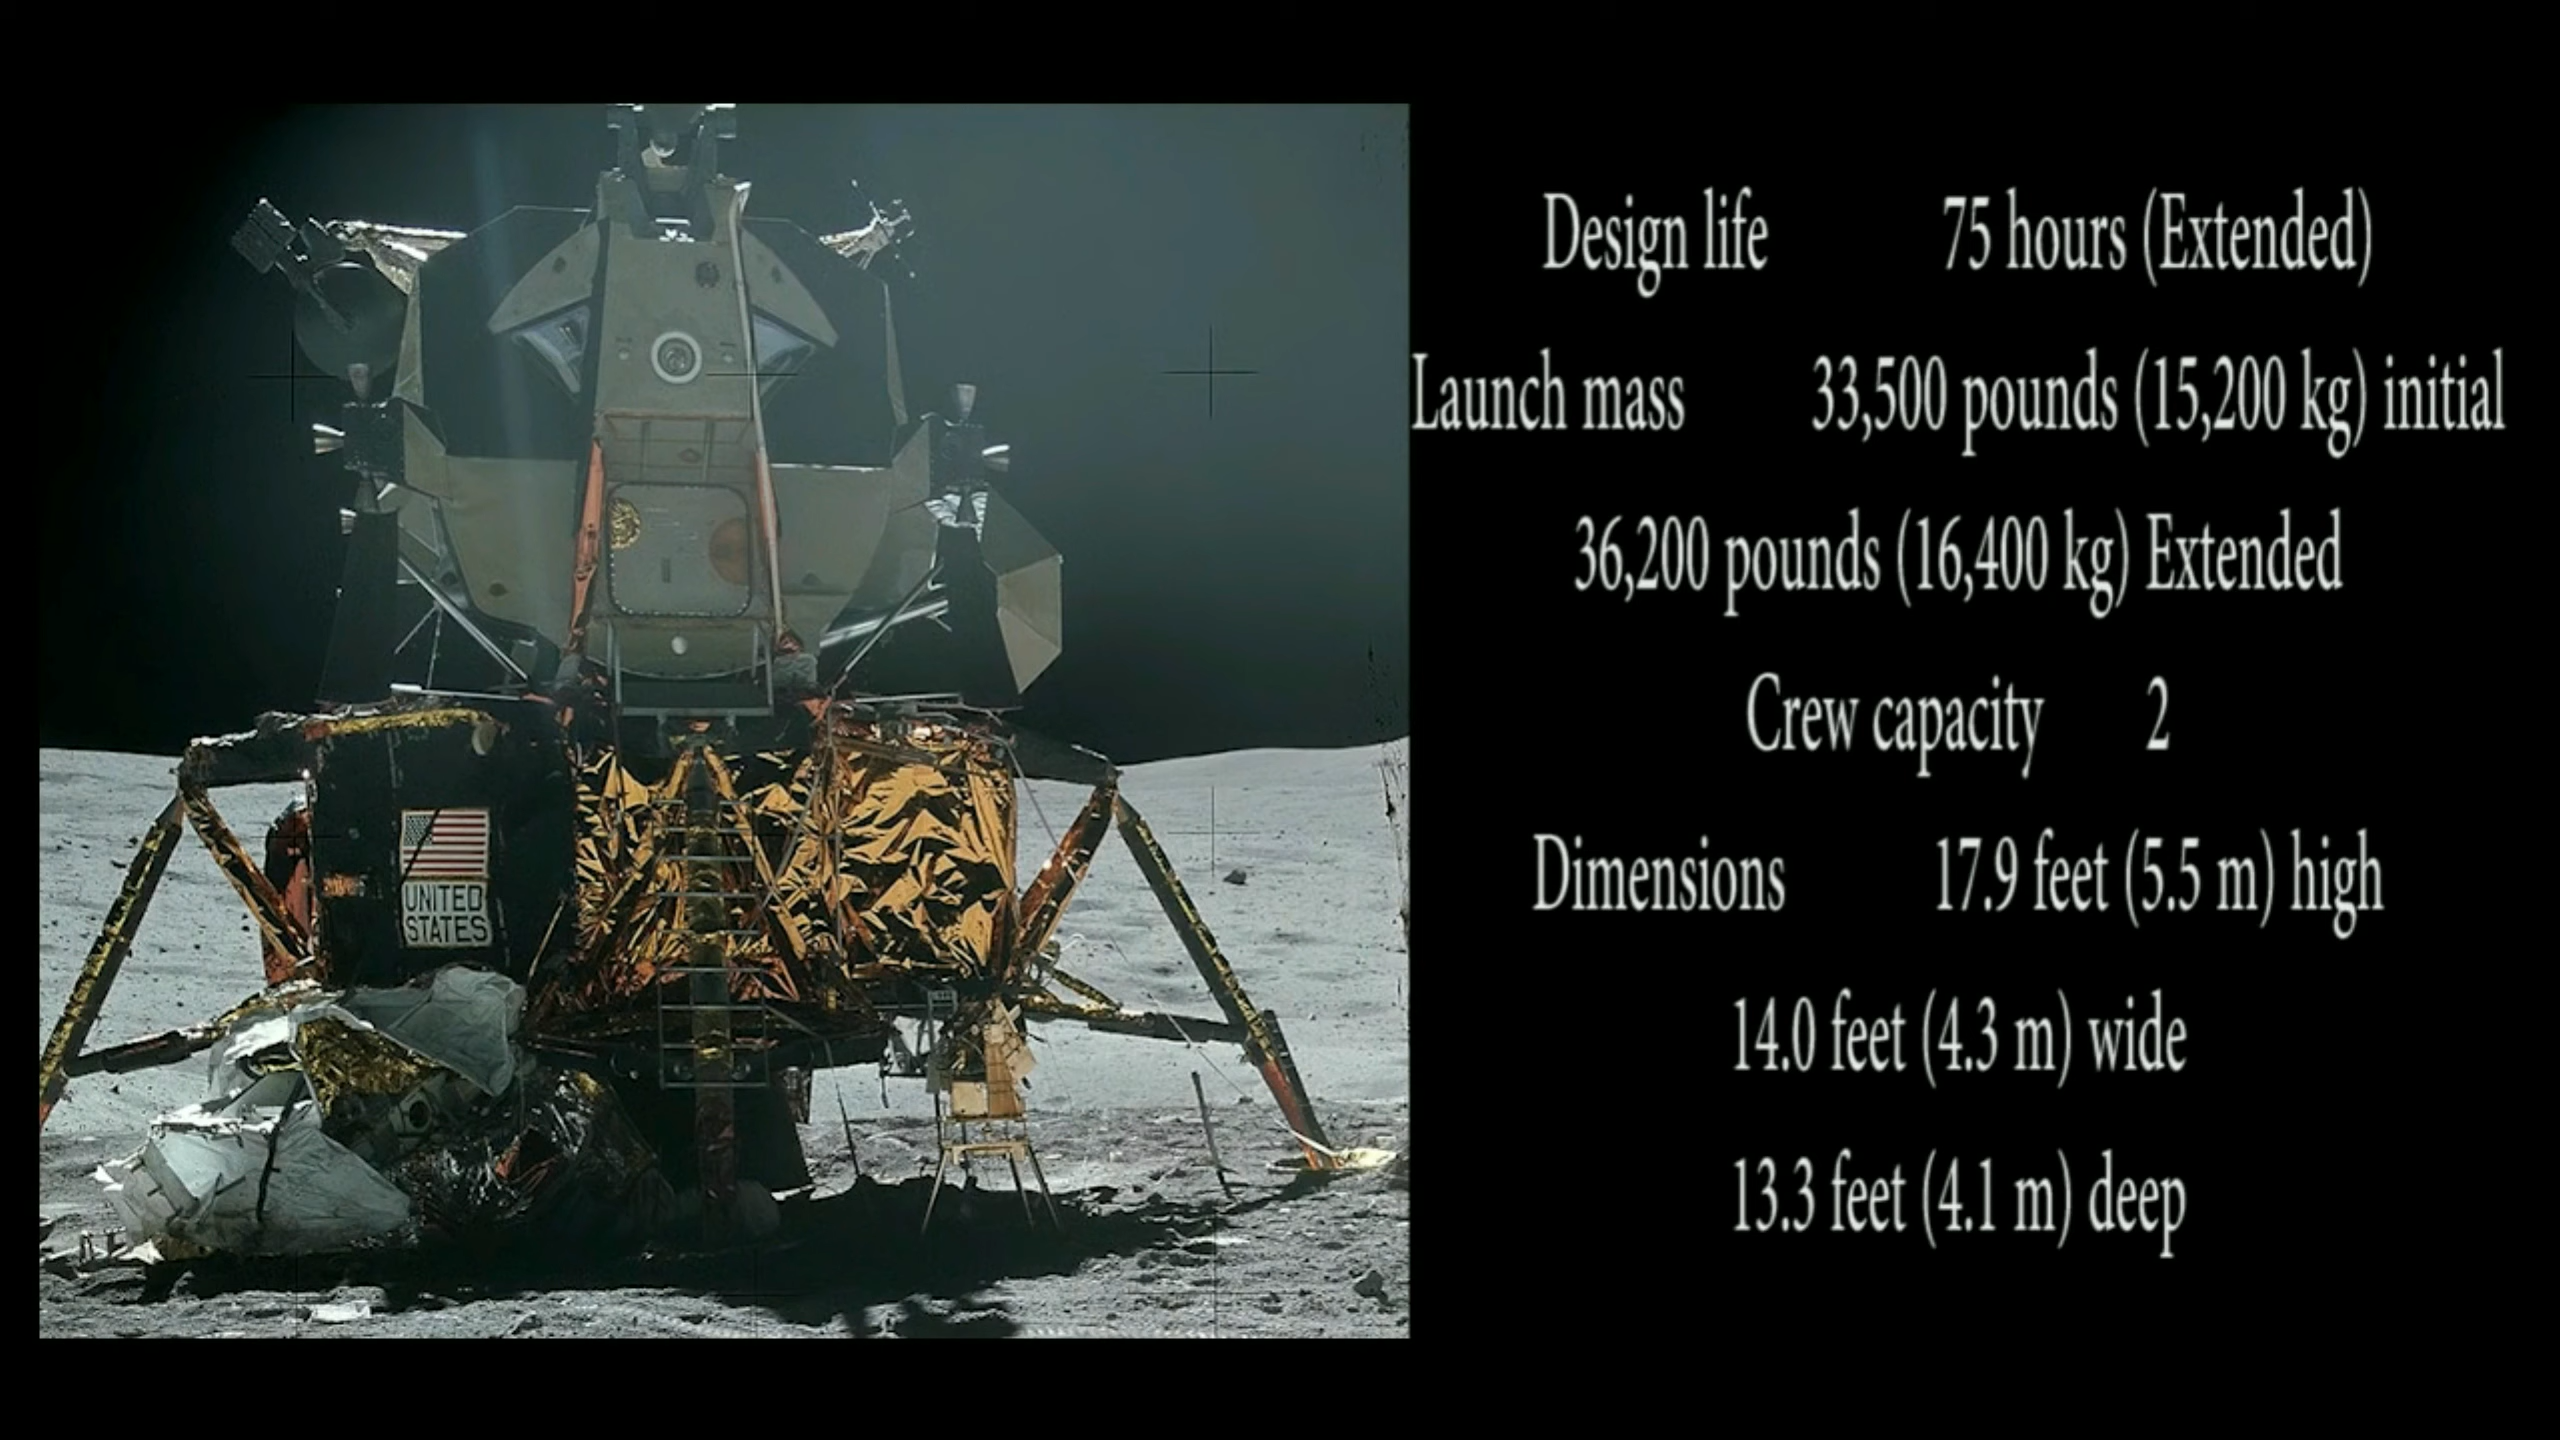 Design life 75 hours (Extended)
Launch mass 33,500 pounds (15,200 kg) initial
36,200 pounds (16,400 kg) Extended
Crew capacity 2
Dimensions 17.9 feet (5.5 m) high
14.0 feet (4.3 m) wide
13.3 feet (4.1 m) deep
UNITED
STATES